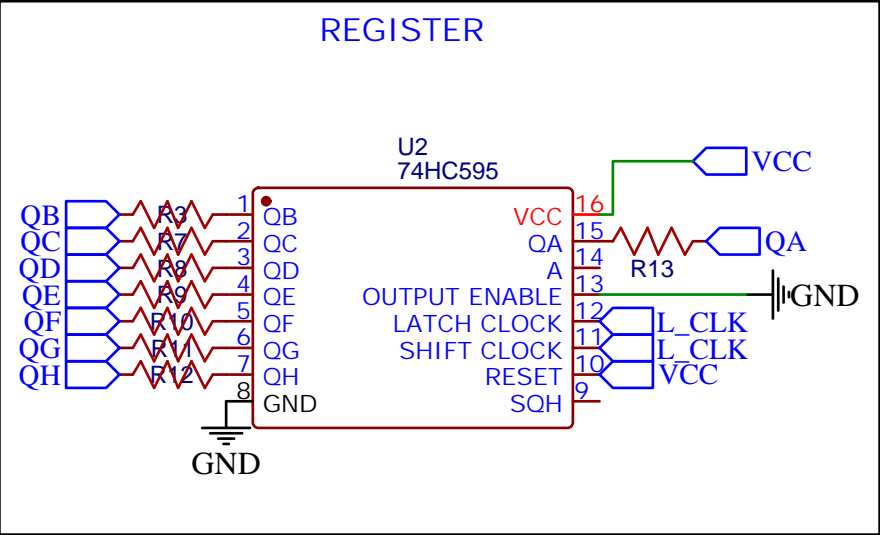 REGISTER
U2
74HC595
VCC
QB R3 1 QB VCC 16
QC R7 2 QC QA 15 R13 QA
QD R8 3 QD A 14
QE R9 4 QE OUTPUT ENABLE 13 GND
QF R10 5 QF LATCH CLOCK 12 L_CLK
QG R11 6 QG SHIFT CLOCK 11 L_CLK
QH R12 7 QH RESET 10 VCC
8 GND SQH 9
GND